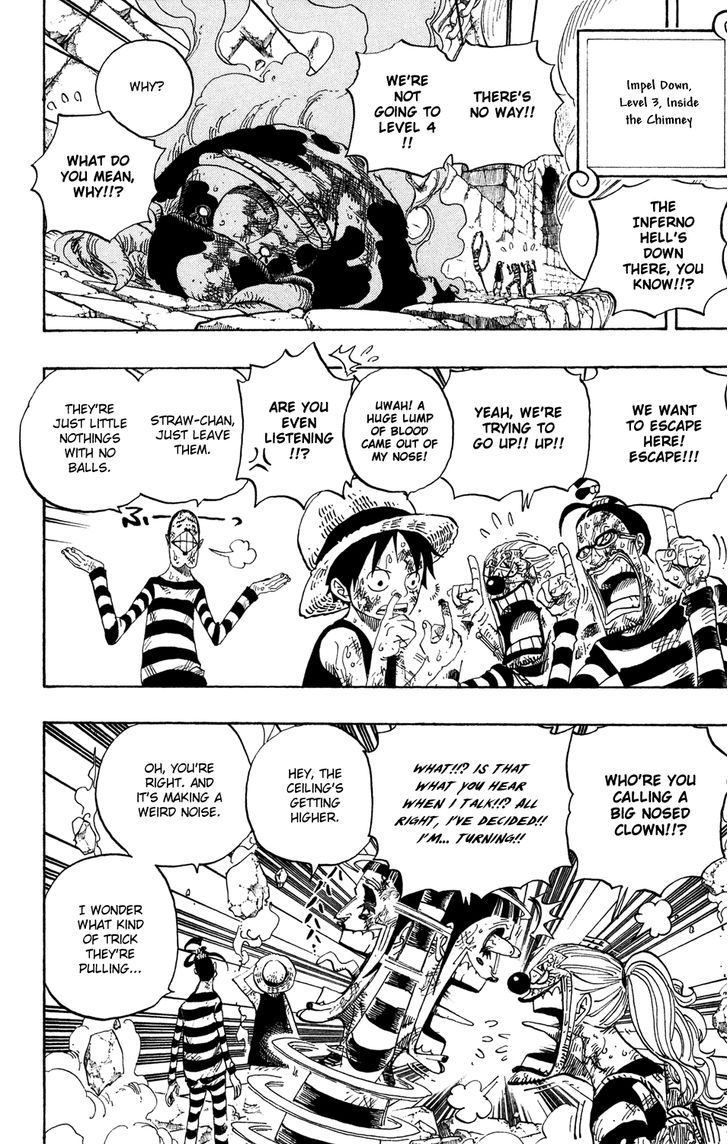 Impel Down,
Level 3, Inside
the Chimney
THE
INFERNO
HELL'S
DOWN
THERE, YOU
KNOW!!?
THERE'S
NO WAY!!
WE'RE
NOT
GOING TO
LEVEL 4
!!
WHY?
WHAT DO
YOU MEAN,
WHY!!?
WE WANT
TO ESCAPE
HERE!
ESCAPE!!!
YEAH, WE'RE
TRYING TO
GO UP!! UP!!
UWAH! A
HUGE LUMP
OF BLOOD
CAME OUT OF
MY NOSE!
ARE YOU
EVEN
LISTENING
!!?
STRAW-CHAN,
JUST LEAVE
THEM.
THEY'RE
JUST LITTLE
NOTHINGS
WITH NO
BALLS.
ふーっ
WHO'RE YOU
CALLING A
BIG NOSED
CLOWN!!?
WHAT!!? IS THAT
WHAT YOU HEAR
WHEN I TALK!!? ALL
RIGHT, I'VE DECIDED!!
I'M... TURNING!!
HEY, THE
CEILING'S
GETTING
HIGHER.
OH, YOU'RE
RIGHT. AND
IT'S MAKING A
WEIRD NOISE.
I WONDER
WHAT KIND
OF TRICK
THEY'RE
PULLING...